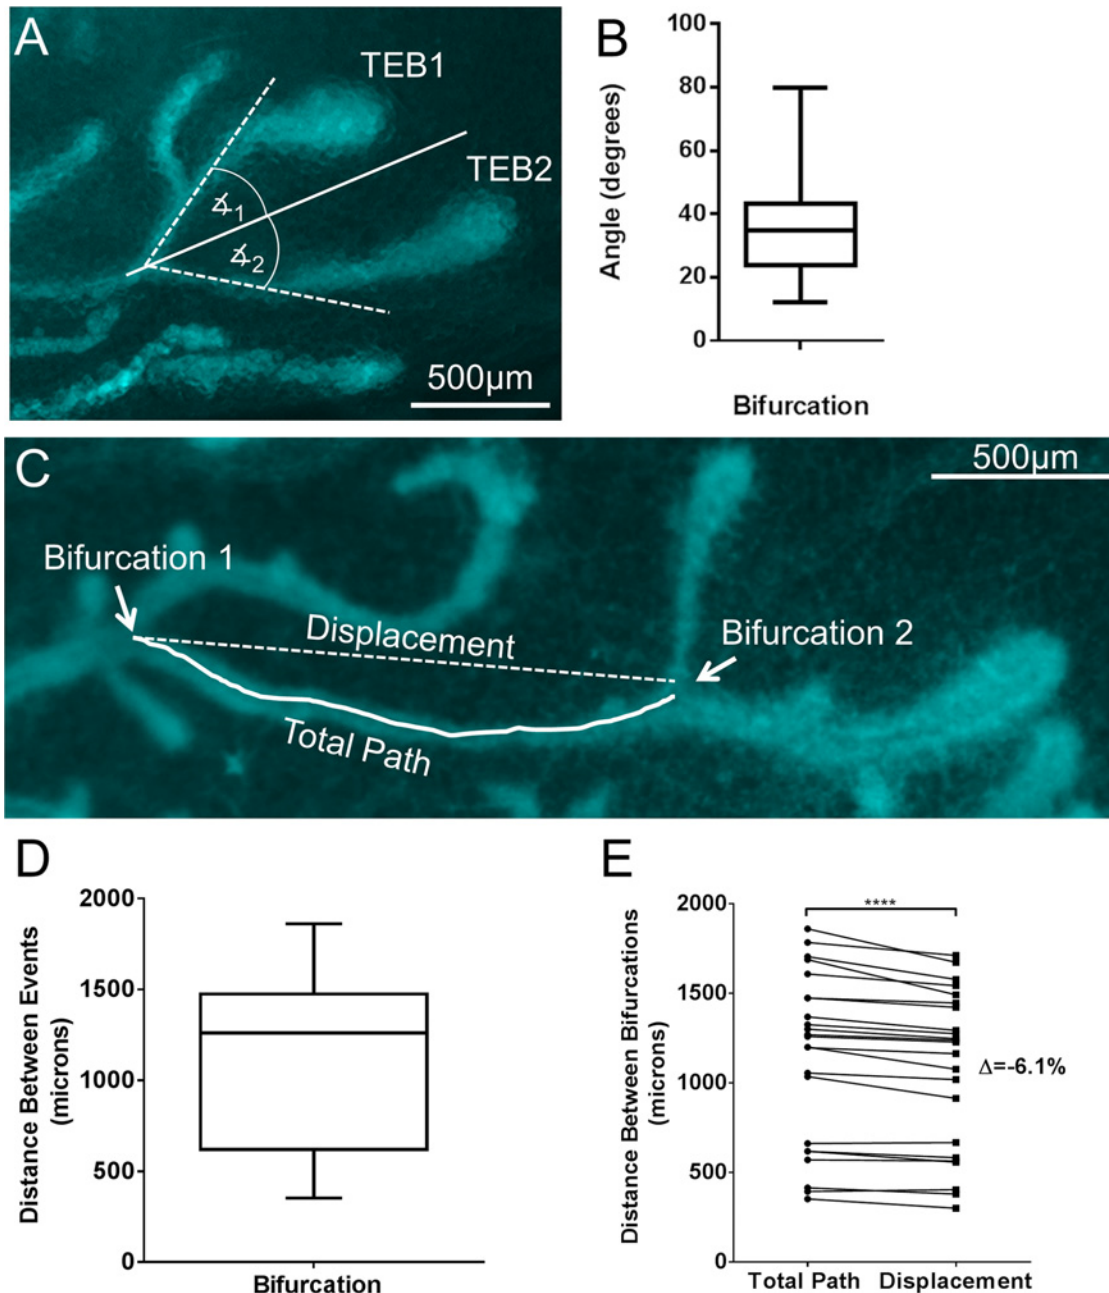 A
TEB1
TEB2
∡1
∡2
500µm
B
Angle (degrees)
100
80
60
40
20
0
Bifurcation
C
500µm
Bifurcation 1
Displacement
Bifurcation 2
Total Path
D
Distance Between Events
(microns)
2000
1500
1000
500
0
Bifurcation
E
Distance Between Bifurcations
(microns)
2000
1500
1000
500
0
****
Δ=-6.1%
Total Path Displacement